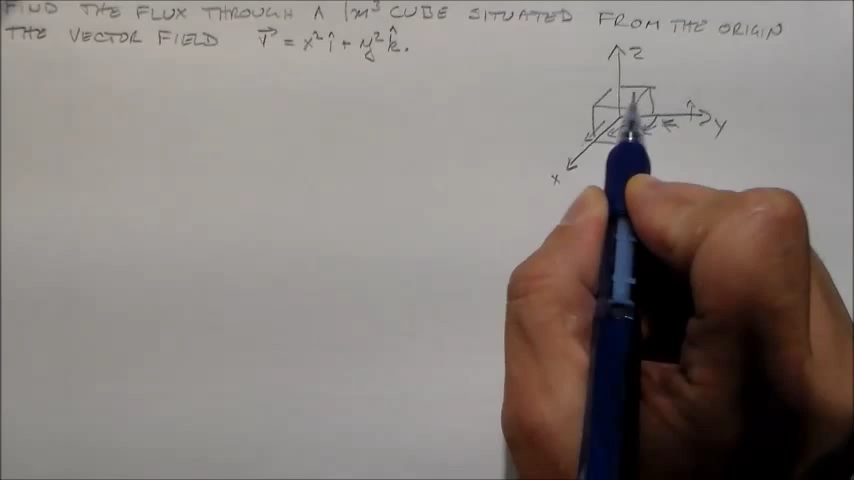 FIND THE FLUX THROUGH A 1m³ CUBE SITUATED FROM THE ORIGIN
THE VECTOR FIELD V⃗ = x² î + y² k̂.
z
y
x